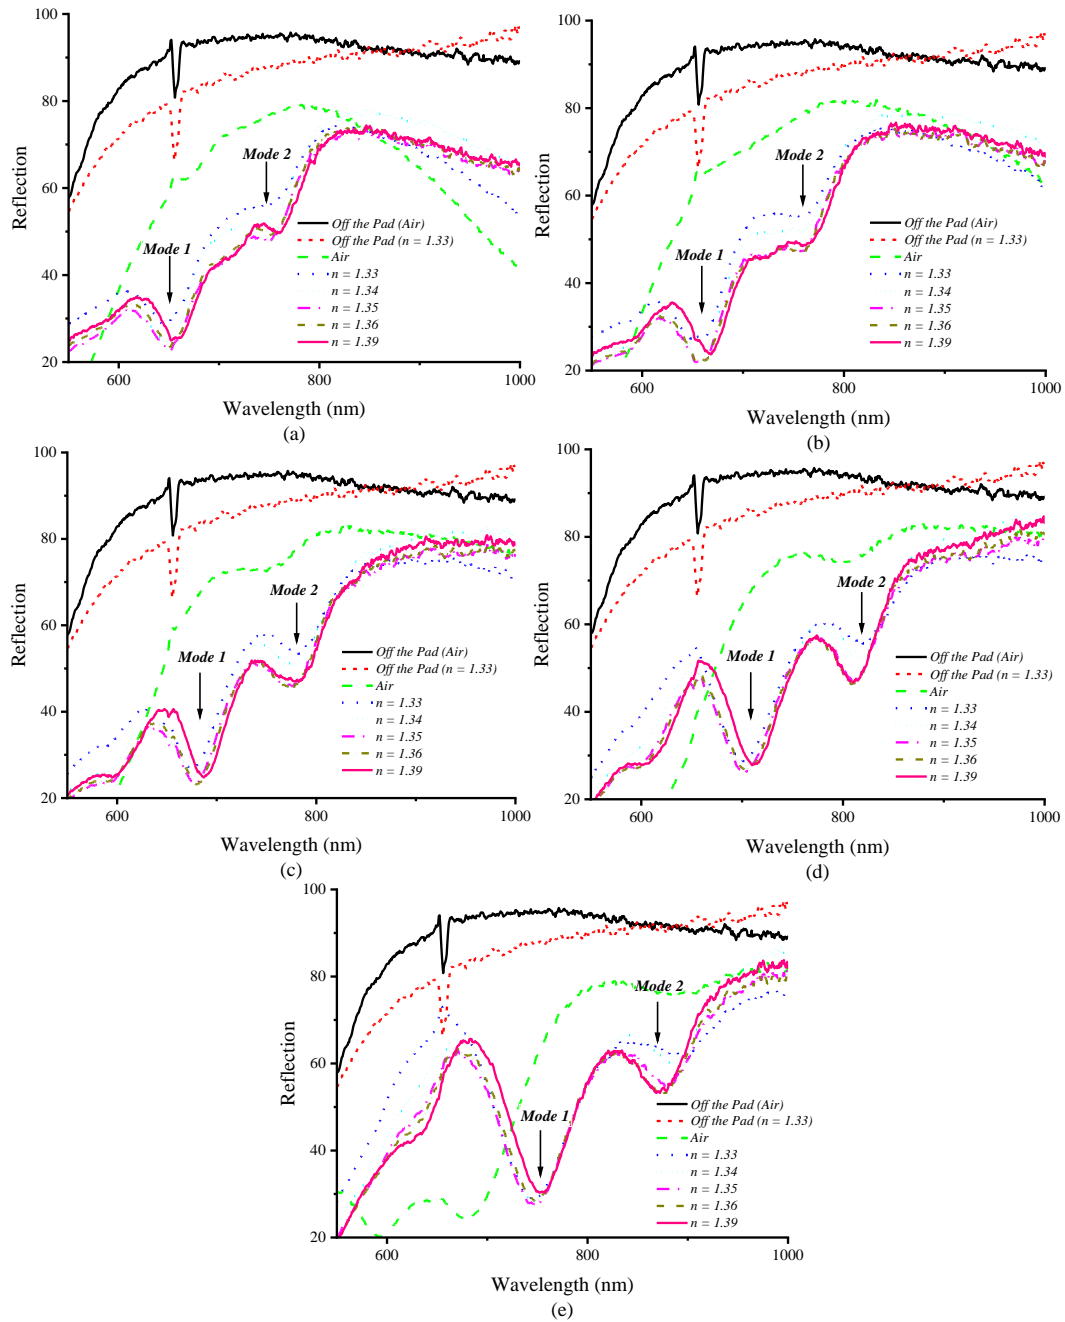 100
80
60
40
20
Reflection
Mode 2
Mode 1
Off the Pad (Air)
Off the Pad (n = 1.33)
Air
n = 1.33
n = 1.34
n = 1.35
n = 1.36
n = 1.39
600
800
1000
Wavelength (nm)
(a)
100
80
60
40
20
Reflection
Mode 2
Mode 1
Off the Pad (Air)
Off the Pad (n = 1.33)
Air
n = 1.33
n = 1.34
n = 1.35
n = 1.36
n = 1.39
600
800
1000
Wavelength (nm)
(b)
100
80
60
40
20
Reflection
Mode 2
Mode 1
Off the Pad (Air)
Off the Pad (n = 1.33)
Air
n = 1.33
n = 1.34
n = 1.35
n = 1.36
n = 1.39
600
800
1000
Wavelength (nm)
(c)
100
80
60
40
20
Reflection
Mode 2
Mode 1
Off the Pad (Air)
Off the Pad (n = 1.33)
Air
n = 1.33
n = 1.34
n = 1.35
n = 1.36
n = 1.39
600
800
1000
Wavelength (nm)
(d)
100
80
60
40
20
Reflection
Mode 2
Mode 1
Off the Pad (Air)
Off the Pad (n = 1.33)
Air
n = 1.33
n = 1.34
n = 1.35
n = 1.36
n = 1.39
600
800
1000
Wavelength (nm)
(e)